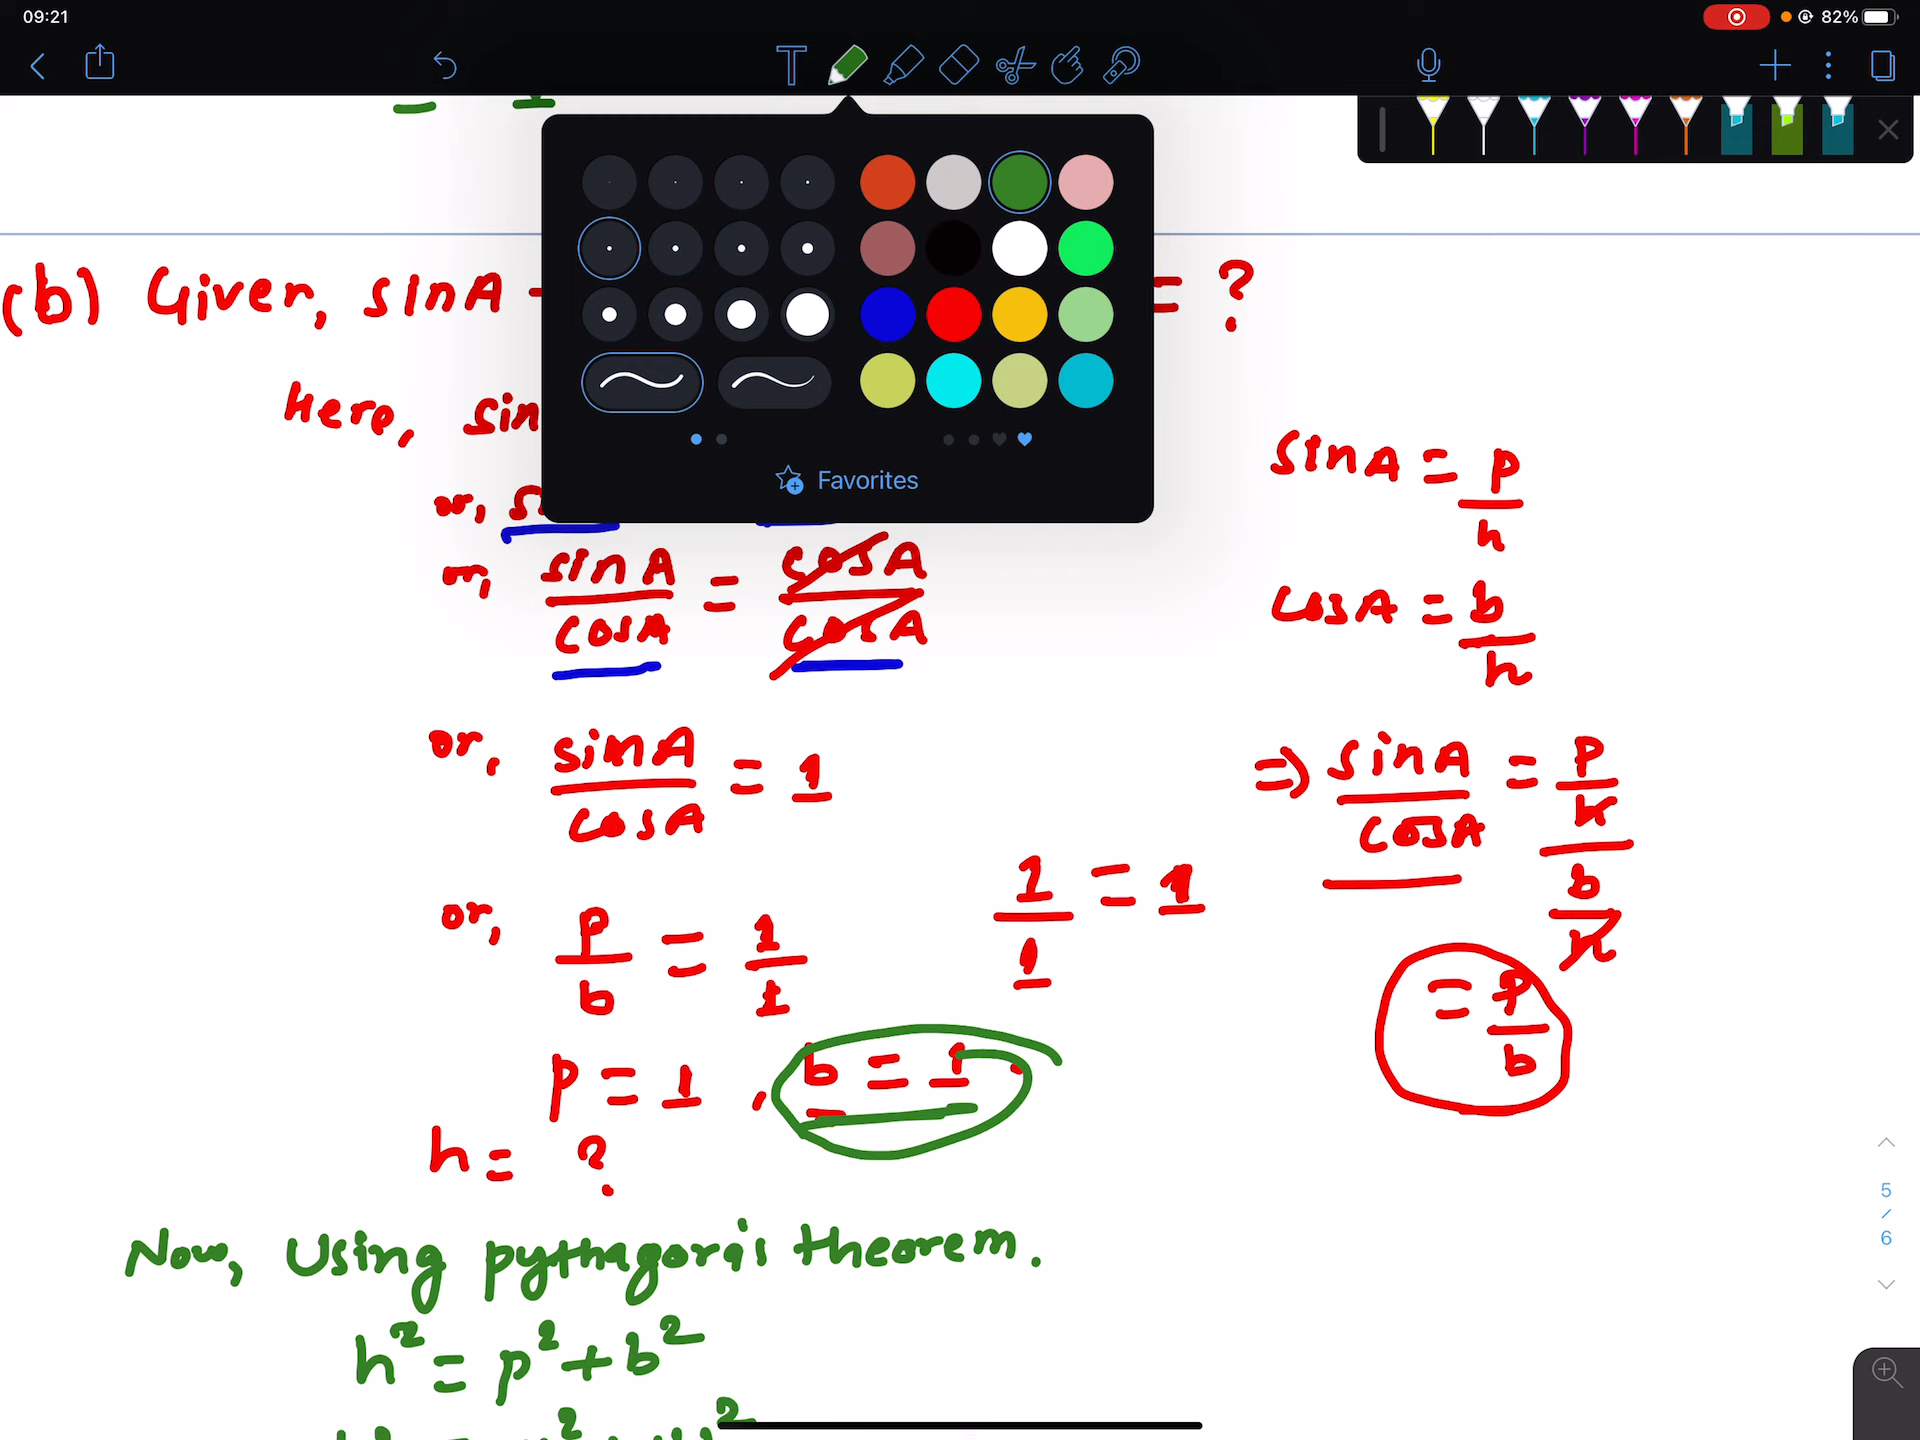 09:21
82%
(b) Given, sinA - = ?
Favorites
Here, sin
or,
or, sinA/cosA = cosA/cosA
or, sinA/cosA = 1
or, p/b = 1/1
1/1 = 1
p = 1, b = 1.
h = ?
Now, Using pythagora's theorem.
h² = p² + b²
sinA = p/h
cosA = b/h
⇒ sinA/cosA = p/h / b/h
= p/b
5
/
6